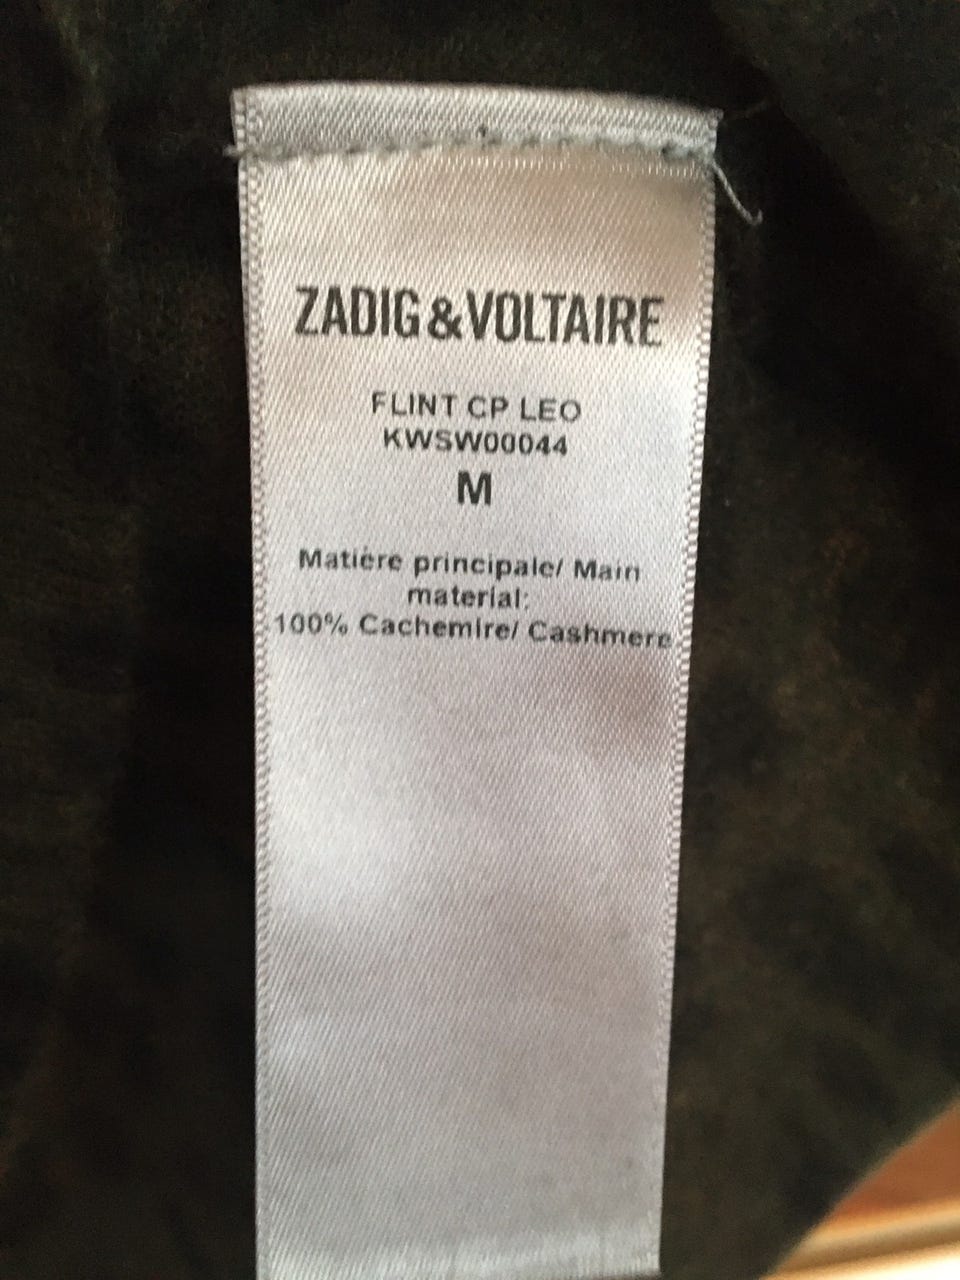 ZADIG&VOLTAIRE
FLINT CP LEO
KWSW00044
M
Matière principale/ Main
material:
100% Cachemire/ Cashmere